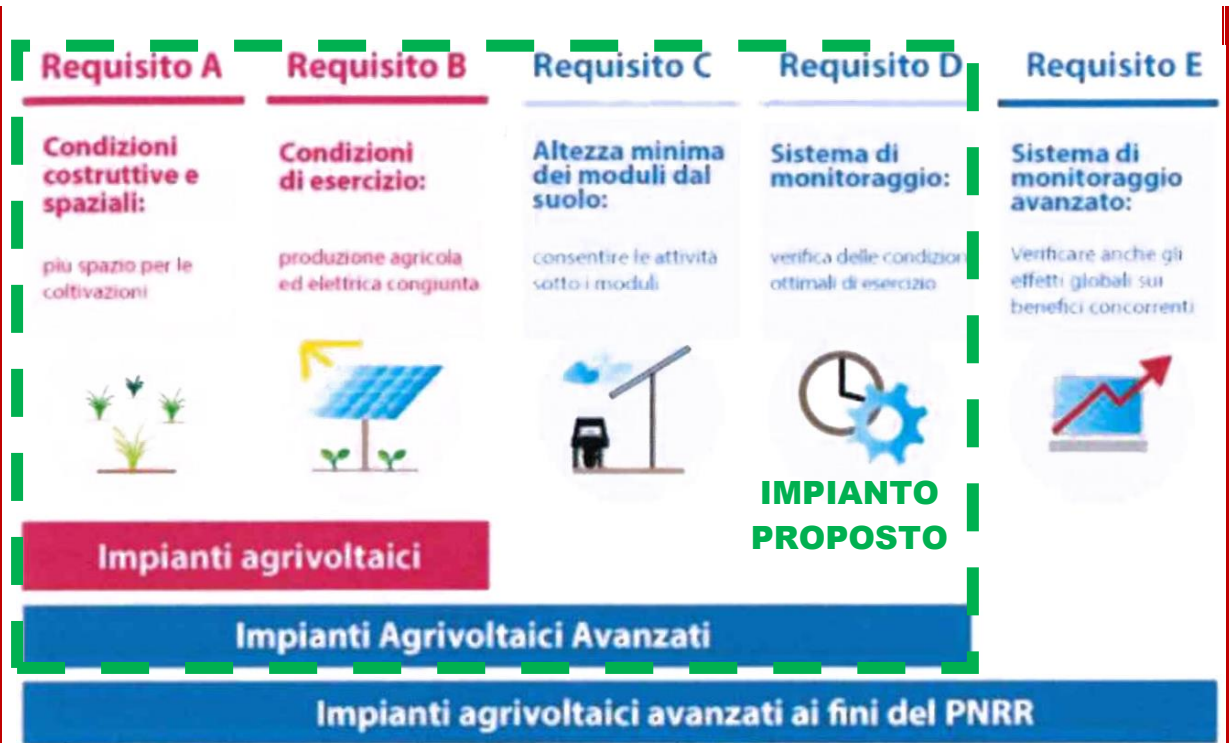 Requisito A
Condizioni
costruttive e
spaziali:
piu spazio per le
coltivazioni
Requisito B
Condizioni
di esercizio:
produzione agricola
ed elettrica congiunta
Requisito C
Altezza minima
dei moduli dal
suolo:
consentire le attività
sotto i moduli
Requisito D
Sistema di
monitoraggio:
verifica delle condizion
ottimali di esercizio
Requisito E
Sistema di
monitoraggio
avanzato:
Verificare anche gli
effetti globali sui
benefici concorrenti
IMPIANTO
PROPOSTO
Impianti agrivoltaici
Impianti Agrivoltaici Avanzati
Impianti agrivoltaici avanzati ai fini del PNRR